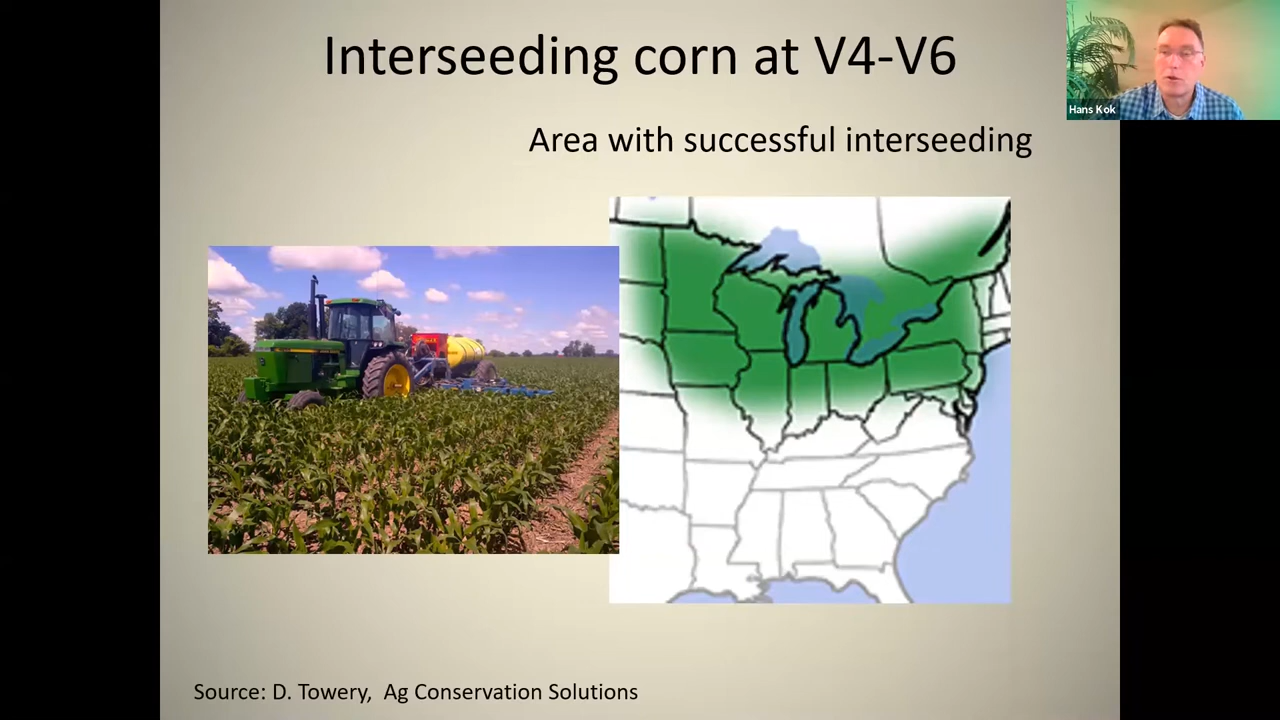 Interseeding corn at V4-V6
Hans Kok
Area with successful interseeding
Source: D. Towery, Ag Conservation Solutions